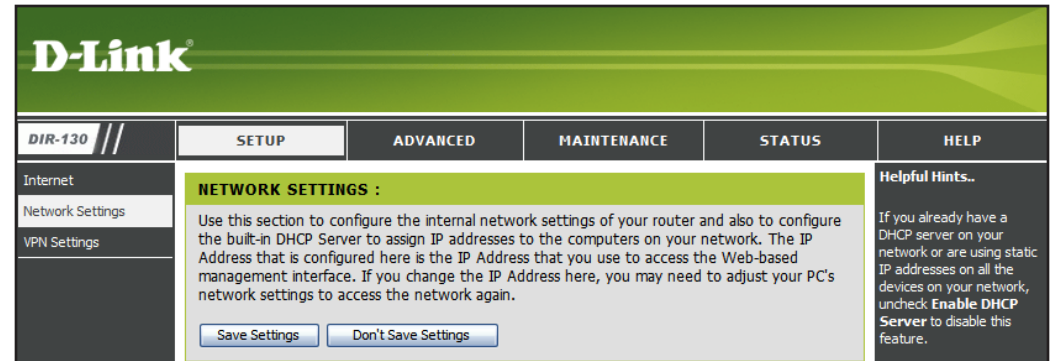 D-Link®
DIR-130
SETUP
ADVANCED
MAINTENANCE
STATUS
HELP
Internet
Network Settings
VPN Settings
NETWORK SETTINGS :
Use this section to configure the internal network settings of your router and also to configure
the built-in DHCP Server to assign IP addresses to the computers on your network. The IP
Address that is configured here is the IP Address that you use to access the Web-based
management interface. If you change the IP Address here, you may need to adjust your PC's
network settings to access the network again.
Save Settings
Don't Save Settings
Helpful Hints..
If you already have a
DHCP server on your
network or are using static
IP addresses on all the
devices on your network,
uncheck Enable DHCP
Server to disable this
feature.